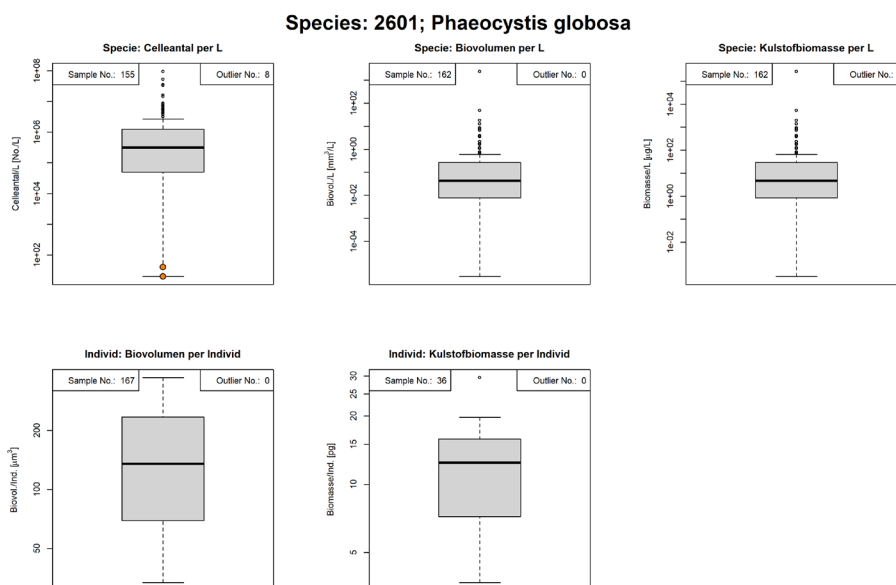 Species: 2601; Phaeocystis globosa
Specie: Celleantal per L
Sample No.: 155
Outlier No.: 8
Celleantal/L [No./L]
1e+08
1e+06
1e+04
1e+02
Specie: Biovolumen per L
Sample No.: 162
Outlier No.: 0
Biovol./L [mm³/L]
1e+02
1e+00
1e-02
1e-04
Specie: Kulstofbiomasse per L
Sample No.: 162
Outlier No.:
Biomasse/L [µg/L]
1e+04
1e+02
1e+00
1e-02
Individ: Biovolumen per Individ
Sample No.: 167
Outlier No.: 0
Biovol./Ind. [µm³]
200
100
50
Individ: Kulstofbiomasse per Individ
Sample No.: 36
Outlier No.: 0
Biomasse/Ind. [pg]
30
25
20
15
10
5